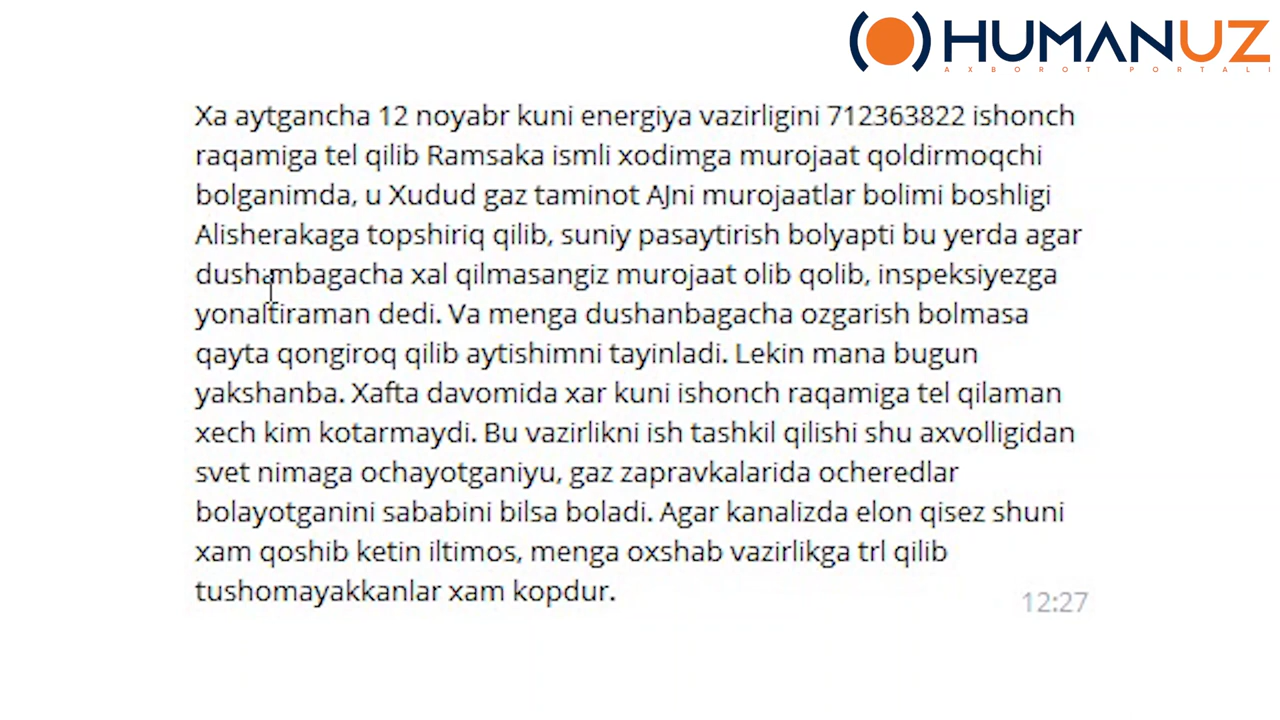 HUMANUZ
AXBOROT PORTALI
Xa aytgancha 12 noyabr kuni energiya vazirligini 712363822 ishonch
raqamiga tel qilib Ramsaka ismli xodimga murojaat qoldirmoqchi
bolganimda, u Xudud gaz taminot AJni murojaatlar bolimi boshligi
Alisherakaga topshiriq qilib, suniy pasaytirish bolyapti bu yerda agar
dushanbagacha xal qilmasangiz murojaat olib qolib, inspeksiyezga
yonaltiraman dedi. Va menga dushanbagacha ozgarish bolmasa
qayta qongiroq qilib aytishimni tayinladi. Lekin mana bugun
yakshanba. Xafta davomida xar kuni ishonch raqamiga tel qilaman
xech kim kotarmaydi. Bu vazirlikni ish tashkil qilishi shu axvolligidan
svet nimaga ochayotganiyu, gaz zapravkalarida ocheredlar
bolayotganini sababini bilsa boladi. Agar kanalizda elon qisez shuni
xam qoshib ketin iltimos, menga oxshab vazirlikga trl qilib
tushomayakkanlar xam kopdur.
12:27